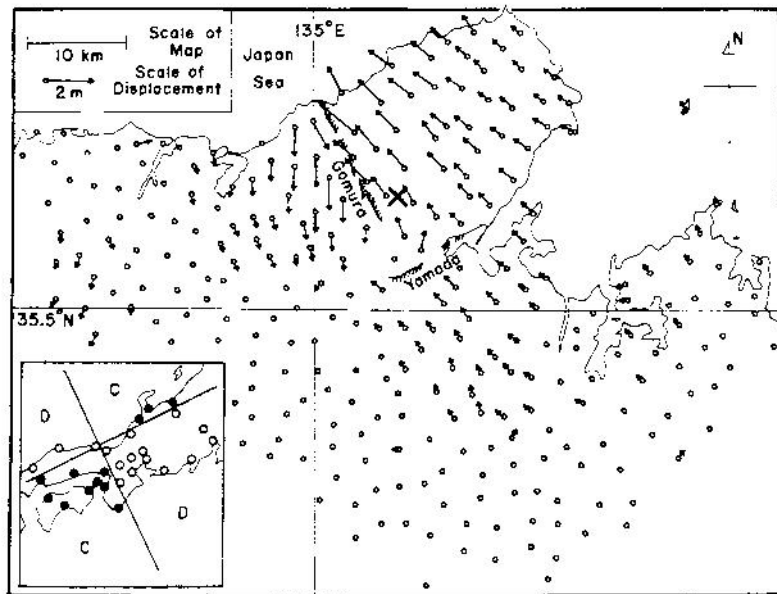 Scale of
Map
10 km
Scale of
Displacement
2 m
Japan
Sea
135°E
N
Gomura
X
Yamada
35.5 N
C
D
D
C